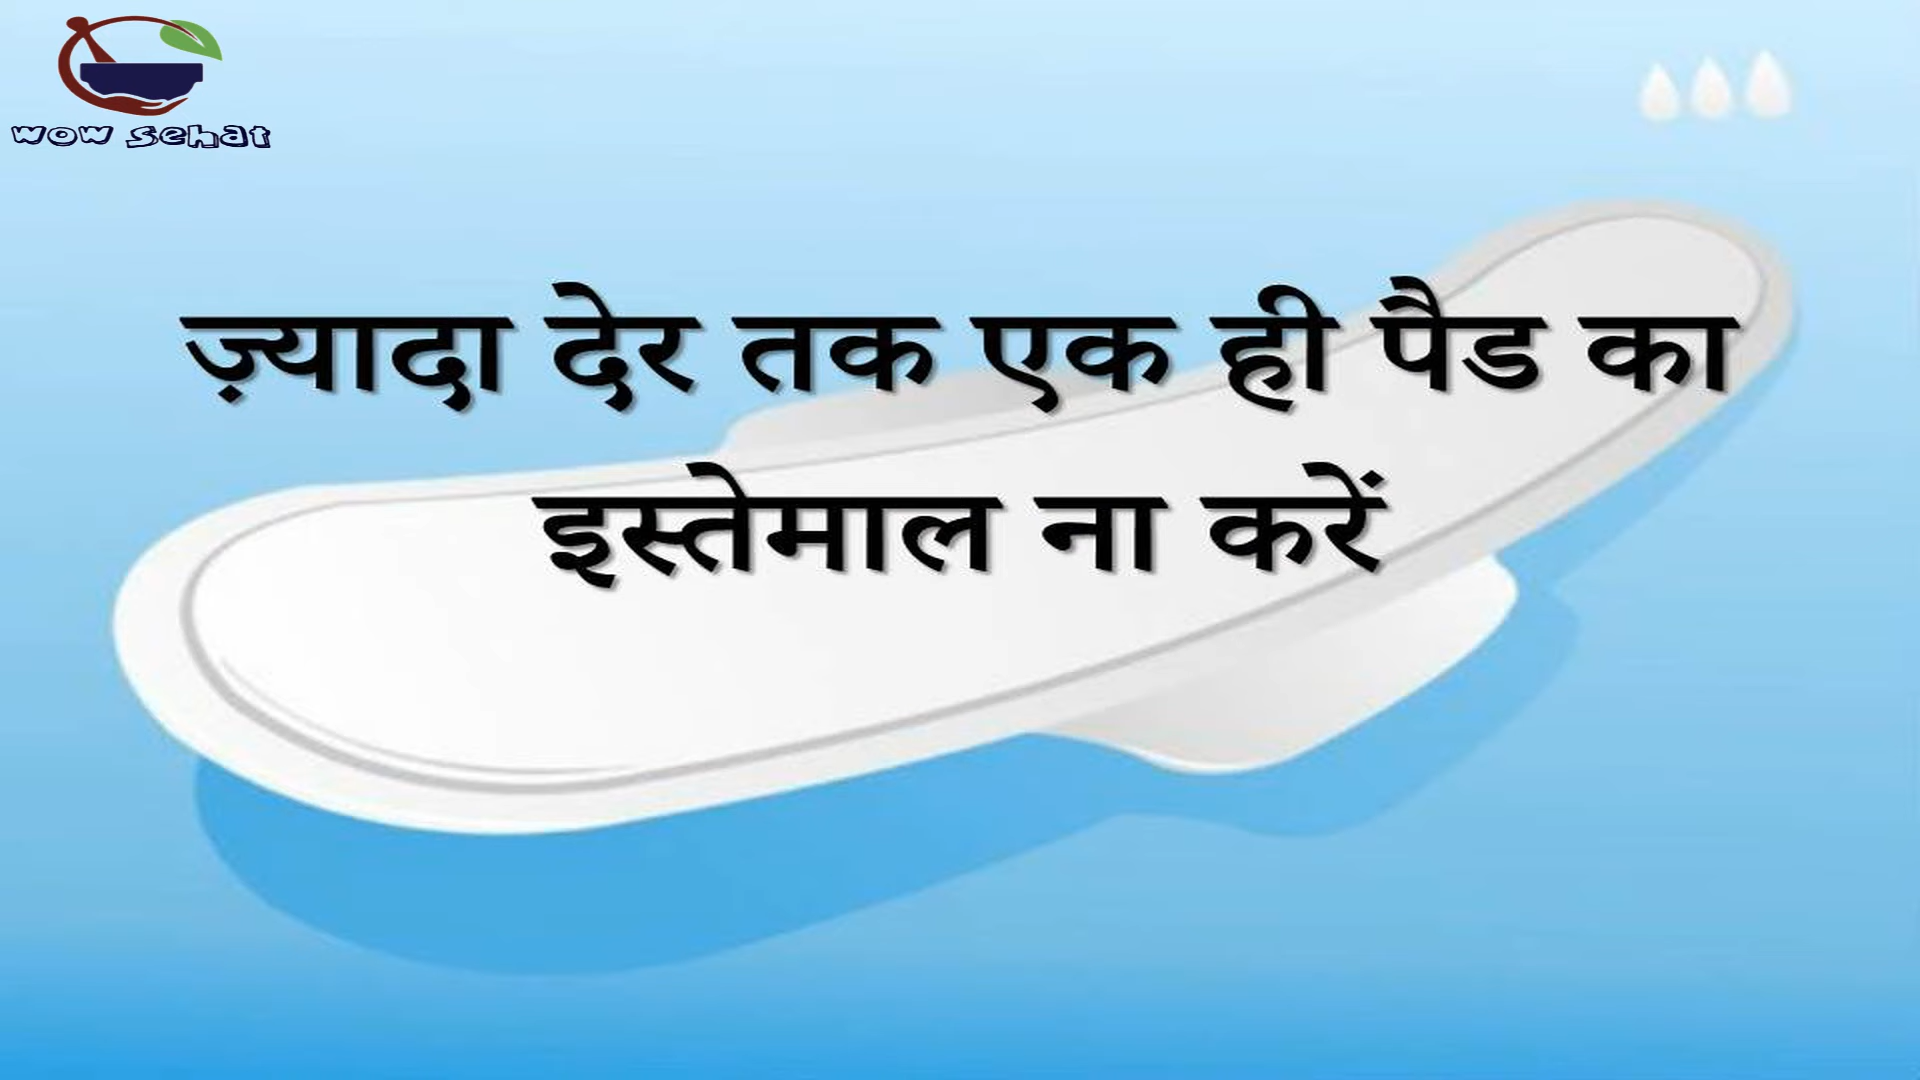 wow sehat
ज़्यादा देर तक एक ही पैड का
इस्तेमाल ना करें